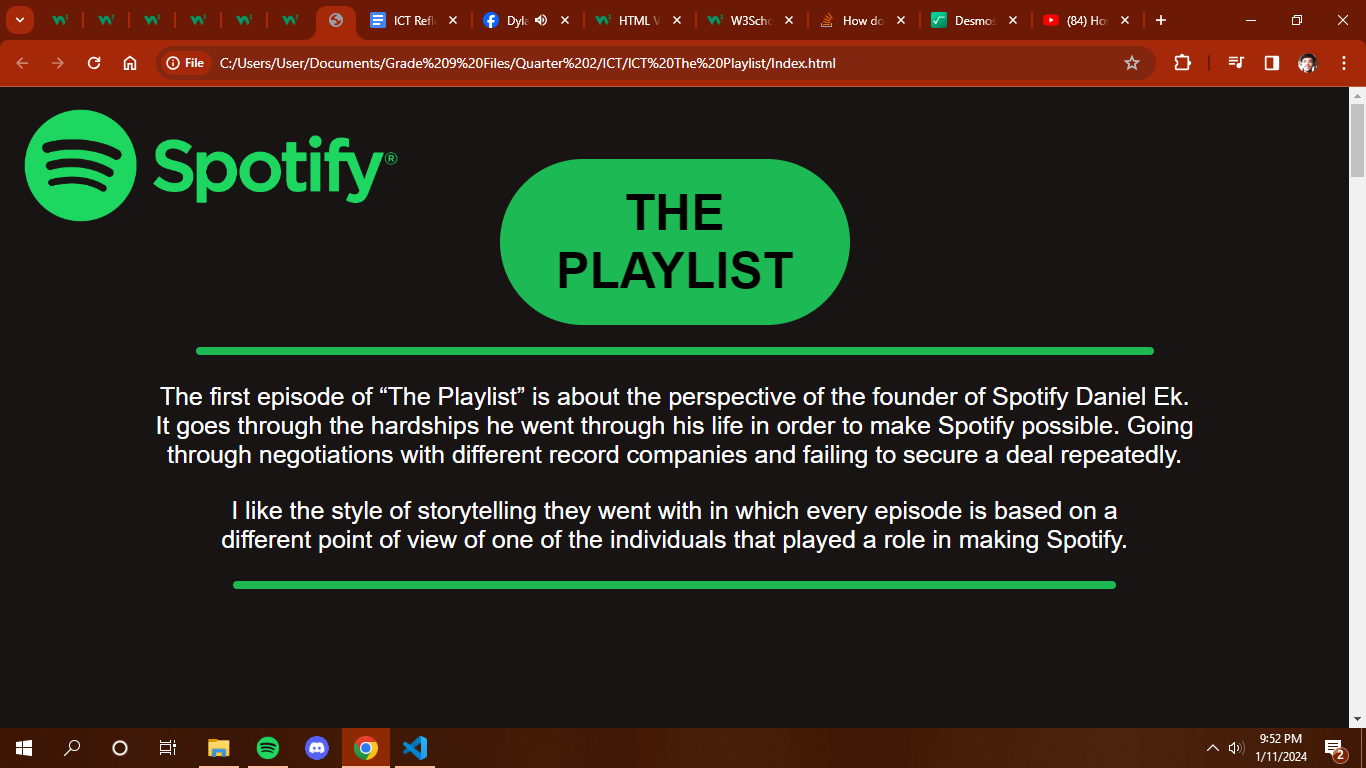 ICT Refle
Dyla
HTML V
W3Scho
How do
Desmos
(84) Hov
File
C:/Users/User/Documents/Grade%209%20Files/Quarter%202/ICT/ICT%20The%20Playlist/Index.html
Spotify®
THE
PLAYLIST
The first episode of “The Playlist” is about the perspective of the founder of Spotify Daniel Ek.
It goes through the hardships he went through his life in order to make Spotify possible. Going
through negotiations with different record companies and failing to secure a deal repeatedly.
I like the style of storytelling they went with in which every episode is based on a
different point of view of one of the individuals that played a role in making Spotify.
9:52 PM
1/11/2024
2